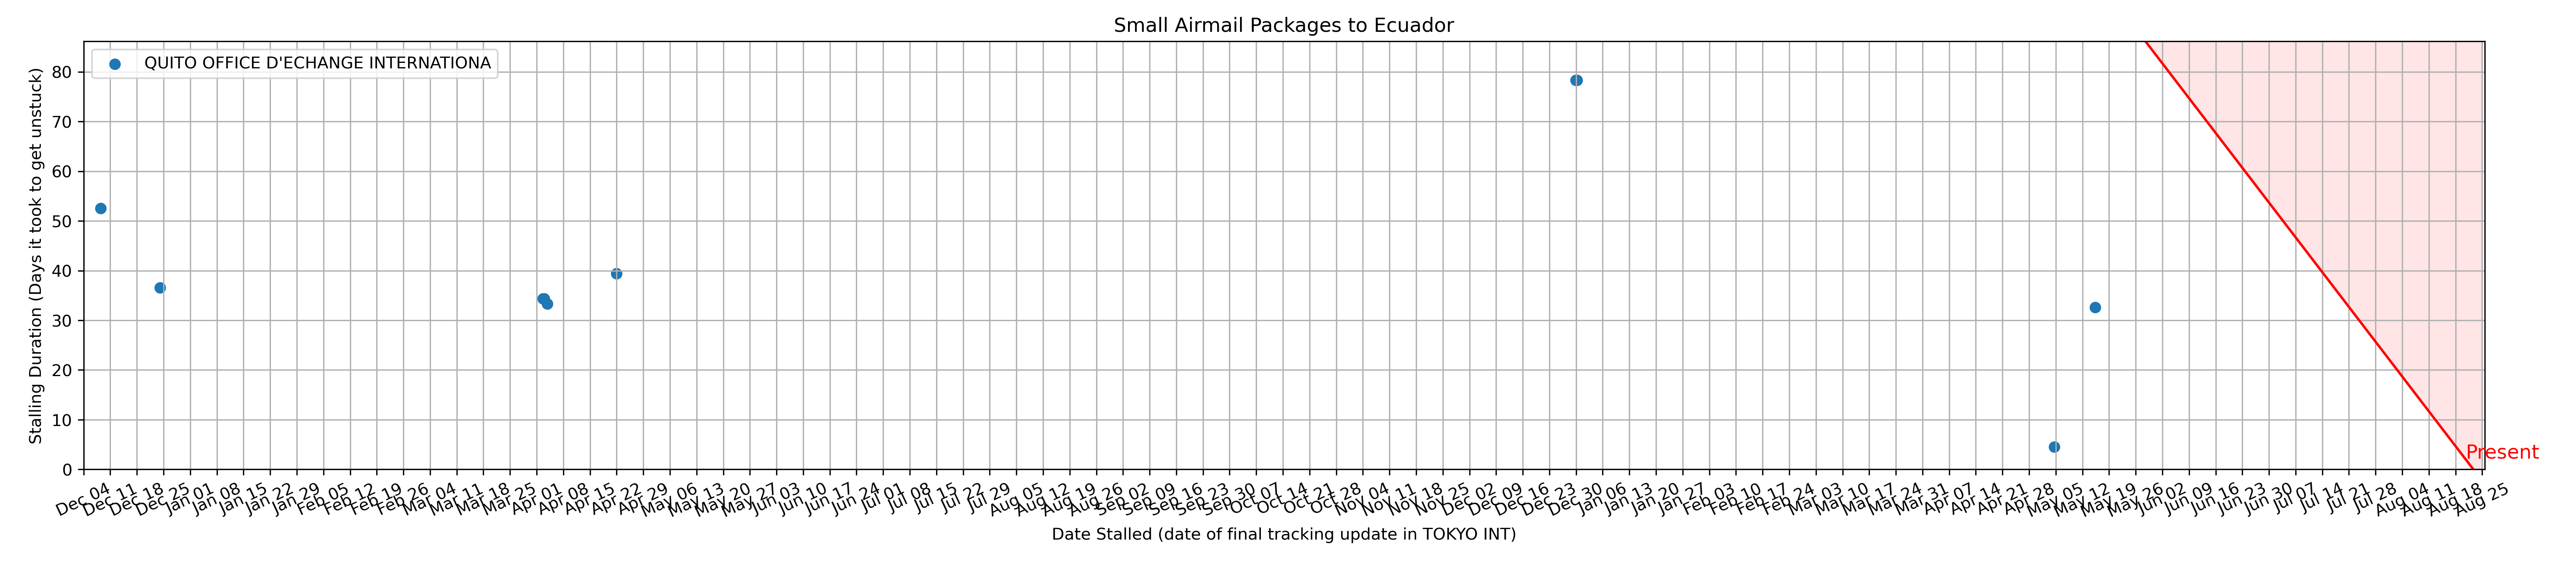 Small Airmail Packages to Ecuador
QUITO OFFICE D'ECHANGE INTERNATIONA
Stalling Duration (Days it took to get unstuck)
80
70
60
50
40
30
20
10
0
Present
Dec 04
Dec 11
Dec 18
Dec 25
Jan 01
Jan 08
Jan 15
Jan 22
Jan 29
Feb 05
Feb 12
Feb 19
Feb 26
Mar 04
Mar 11
Mar 18
Mar 25
Apr 01
Apr 08
Apr 15
Apr 22
Apr 29
May 06
May 13
May 20
May 27
Jun 03
Jun 10
Jun 17
Jun 24
Jul 01
Jul 08
Jul 15
Jul 22
Jul 29
Aug 05
Aug 12
Aug 19
Aug 26
Sep 02
Sep 09
Sep 16
Sep 23
Sep 30
Oct 07
Oct 14
Oct 21
Oct 28
Nov 04
Nov 11
Nov 18
Nov 25
Dec 02
Dec 09
Dec 16
Dec 23
Dec 30
Jan 06
Jan 13
Jan 20
Jan 27
Feb 03
Feb 10
Feb 17
Feb 24
Mar 03
Mar 10
Mar 17
Mar 24
Mar 31
Apr 07
Apr 14
Apr 21
Apr 28
May 05
May 12
May 19
May 26
Jun 02
Jun 09
Jun 16
Jun 23
Jun 30
Jul 07
Jul 14
Jul 21
Jul 28
Aug 04
Aug 11
Aug 18
Aug 25
Date Stalled (date of final tracking update in TOKYO INT)